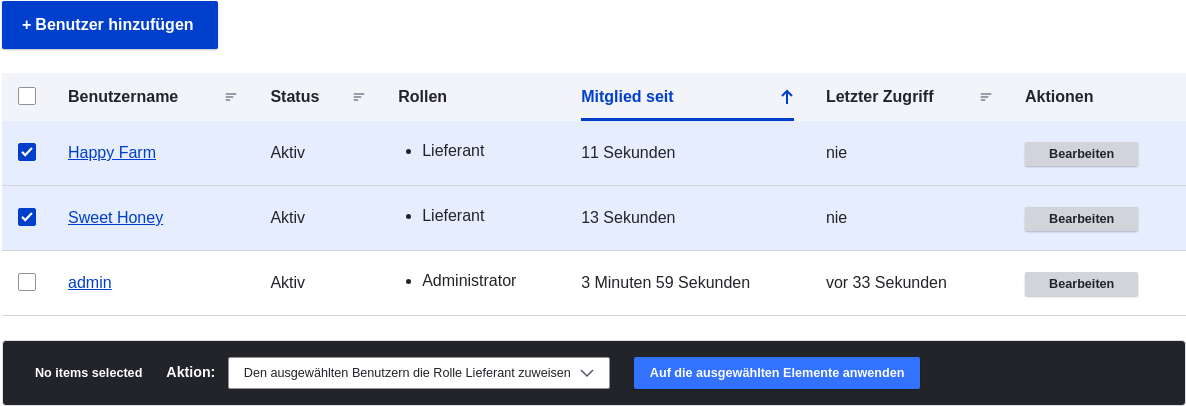 + Benutzer hinzufügen
Benutzername Status Rollen Mitglied seit Letzter Zugriff Aktionen
Happy Farm Aktiv • Lieferant 11 Sekunden nie Bearbeiten
Sweet Honey Aktiv • Lieferant 13 Sekunden nie Bearbeiten
admin Aktiv • Administrator 3 Minuten 59 Sekunden vor 33 Sekunden Bearbeiten
No items selected Aktion: Den ausgewählten Benutzern die Rolle Lieferant zuweisen Auf die ausgewählten Elemente anwenden